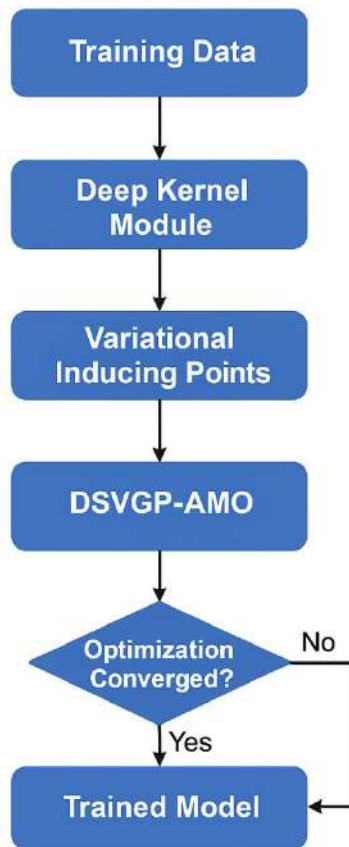 Training Data
Deep Kernel
Module
Variational
Inducing Points
DSVGP-AMO
Optimization
Converged?
No
Yes
Trained Model